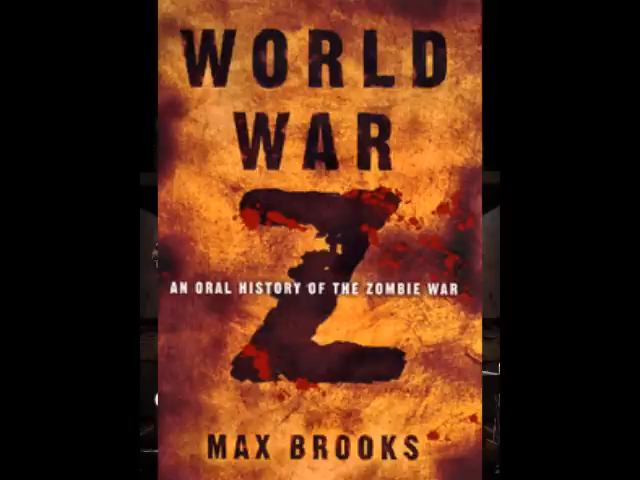 WORLD
WAR
Z
AN ORAL HISTORY OF THE ZOMBIE WAR
MAX BROOKS